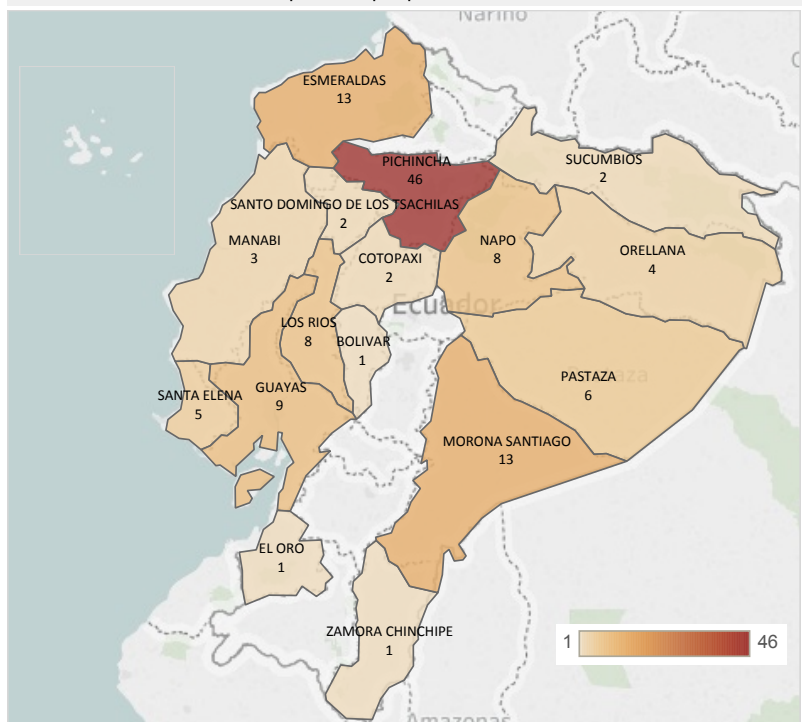 Nariño
ESMERALDAS
13
PICHINCHA
46
SUCUMBIOS
2
SANTO DOMINGO DE LOS TSACHILAS
2
MANABI
3
COTOPAXI
2
NAPO
8
ORELLANA
4
Ecuador
LOS RIOS
8
BOLIVAR
1
SANTA ELENA
5
GUAYAS
9
PASTAZA
6
MORONA SANTIAGO
13
EL ORO
1
ZAMORA CHINCHIPE
1
1
46
Amazonas